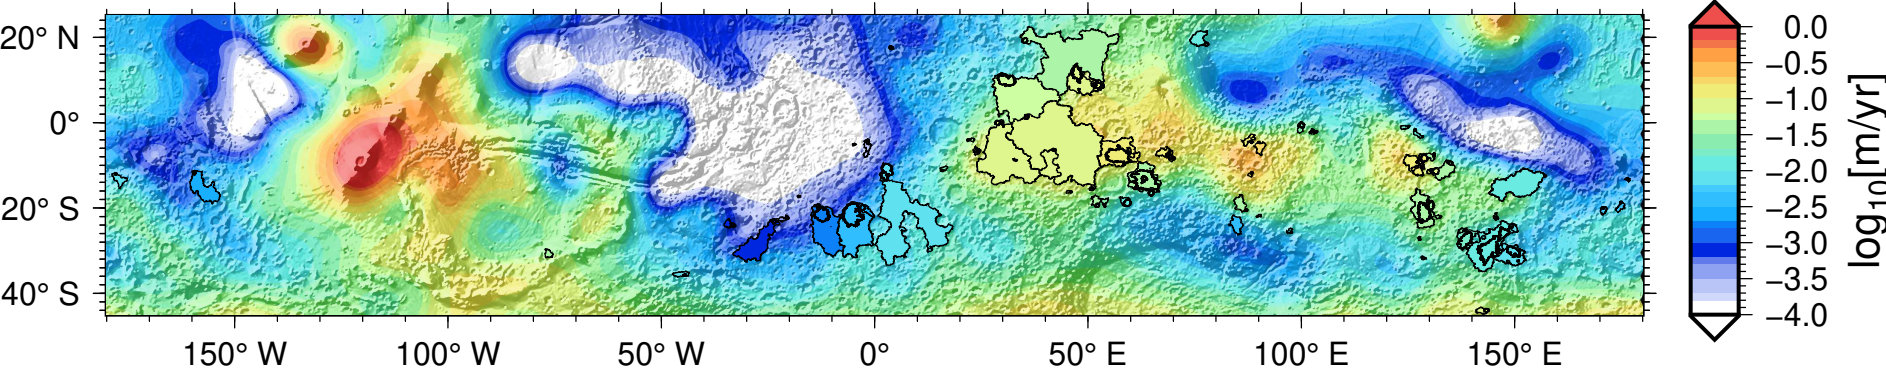 20° N
0°
20° S
40° S
150° W
100° W
50° W
0°
50° E
100° E
150° E
0.0
−0.5
−1.0
−1.5
−2.0
−2.5
−3.0
−3.5
−4.0
log10[m/yr]